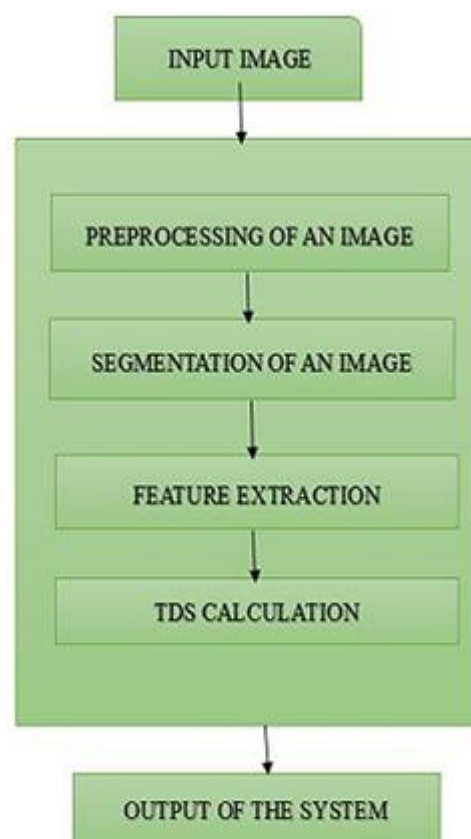 INPUT IMAGE
PREPROCESSING OF AN IMAGE
SEGMENTATION OF AN IMAGE
FEATURE EXTRACTION
TDS CALCULATION
OUTPUT OF THE SYSTEM